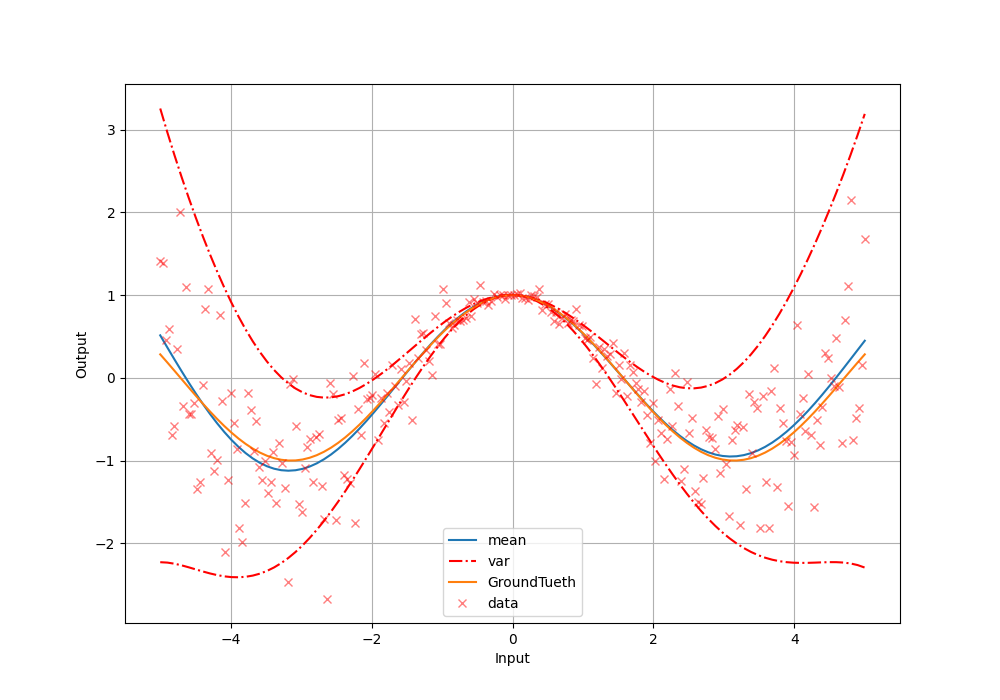 3
2
1
0
−1
−2
Output
−4
−2
0
2
4
Input
mean
var
GroundTueth
data